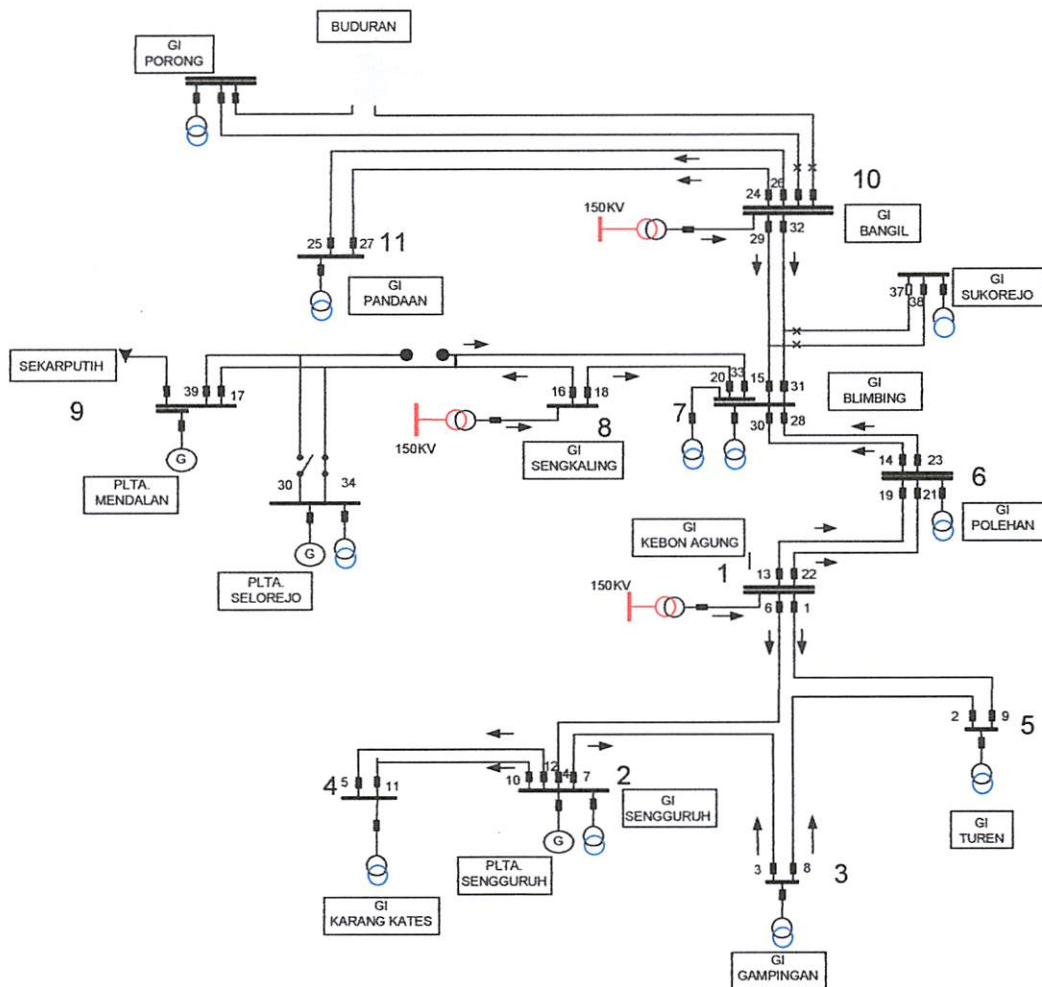 BUDURAN
GI
PORONG
24
26
10
150KV
29
32
GI
BANGIL
25
27
11
GI
PANDAAN
37
38
GI
SUKOREJO
SEKARPUTIH
9
39
17
16
18
20
33
15
31
GI
BLIMBING
7
30
28
150KV
8
GI
SENGKALING
G
PLTA.
MENDALAN
30
34
14
23
19
21
6
GI
POLEHAN
GI
KEBON AGUNG
G
PLTA.
SELOREJO
1
13
22
150KV
6
1
2
9
5
4
5
11
10
12
4
7
2
GI
SENGGURUH
GI
TUREN
G
PLTA.
SENGGURUH
3
8
3
GI
KARANG KATES
GI
GAMPINGAN